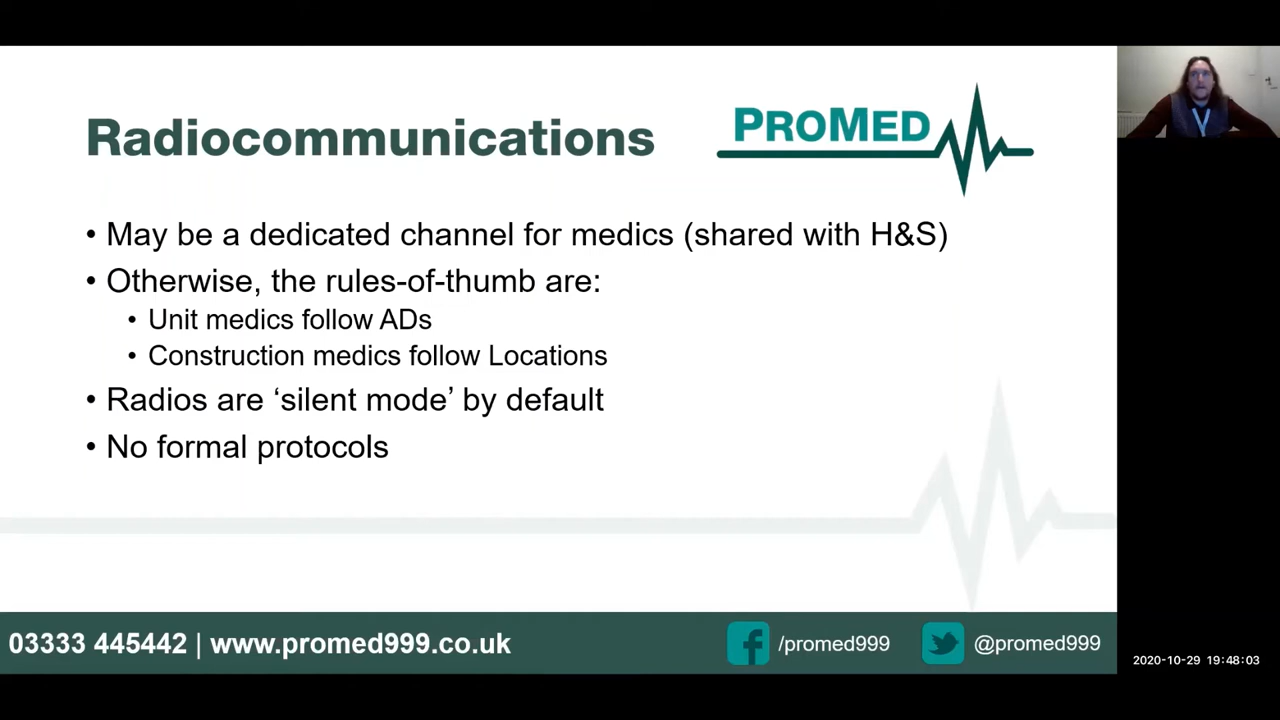 Radiocommunications
PROMED
• May be a dedicated channel for medics (shared with H&S)
• Otherwise, the rules-of-thumb are:
• Unit medics follow ADs
• Construction medics follow Locations
• Radios are ‘silent mode’ by default
• No formal protocols
03333 445442 | www.promed999.co.uk
/promed999
@promed999
2020-10-29 19:48:03